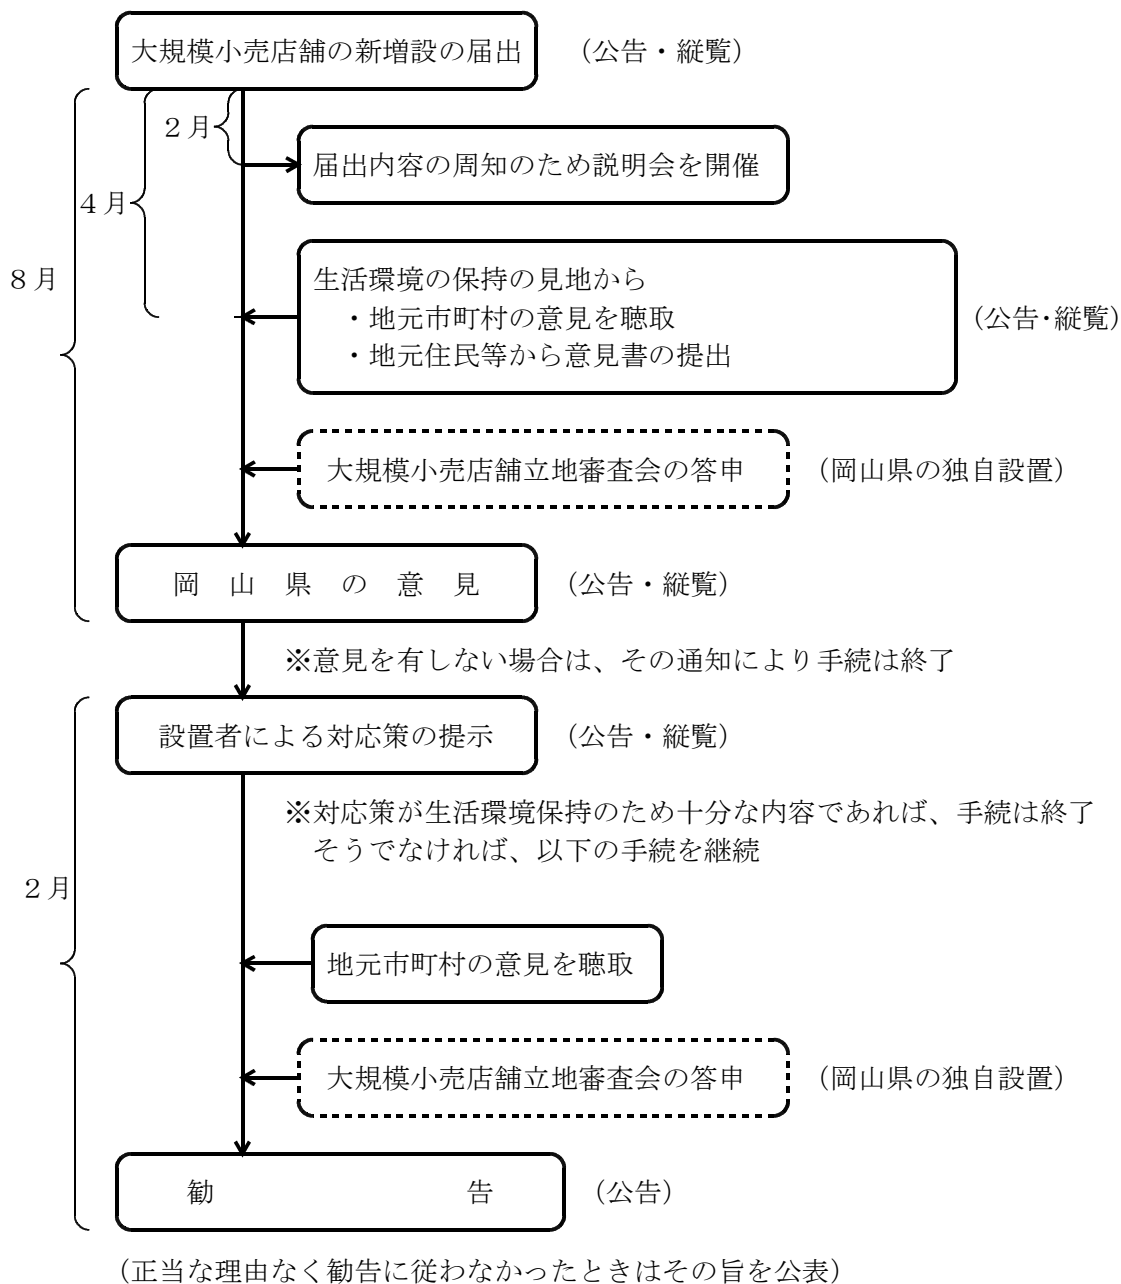 大規模小売店舗の新増設の届出 （公告・縦覧）
２月
届出内容の周知のため説明会を開催
４月
８月
生活環境の保持の見地から
・地元市町村の意見を聴取
・地元住民等から意見書の提出
（公告・縦覧）
大規模小売店舗立地審査会の答申 （岡山県の独自設置）
岡　山　県　の　意　見 （公告・縦覧）
※意見を有しない場合は、その通知により手続は終了
設置者による対応策の提示 （公告・縦覧）
※対応策が生活環境保持のため十分な内容であれば、手続は終了
そうでなければ、以下の手続を継続
２月
地元市町村の意見を聴取
大規模小売店舗立地審査会の答申 （岡山県の独自設置）
勧　　　　　　　　　告 （公告）
（正当な理由なく勧告に従わなかったときはその旨を公表）